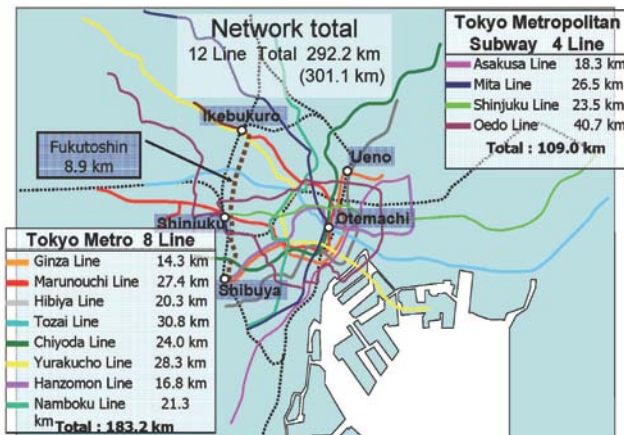 Network total
12 Line Total 292.2 km
(301.1 km)
Tokyo Metropolitan
Subway 4 Line
Asakusa Line 18.3 km
Mita Line 26.5 km
Shinjuku Line 23.5 km
Oedo Line 40.7 km
Total : 109.0 km
Ikebukuro
Fukutoshin
8.9 km
Ueno
Shinjuku
Otemachi
Shibuya
Tokyo Metro 8 Line
Ginza Line 14.3 km
Marunouchi Line 27.4 km
Hibiya Line 20.3 km
Tozai Line 30.8 km
Chiyoda Line 24.0 km
Yurakucho Line 28.3 km
Hanzomon Line 16.8 km
Namboku Line 21.3
km
Total : 183.2 km